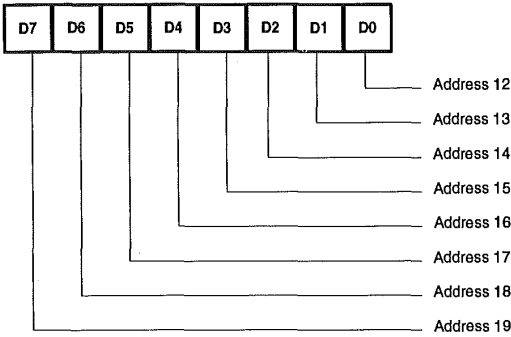 D7 D6 D5 D4 D3 D2 D1 D0
Address 12
Address 13
Address 14
Address 15
Address 16
Address 17
Address 18
Address 19